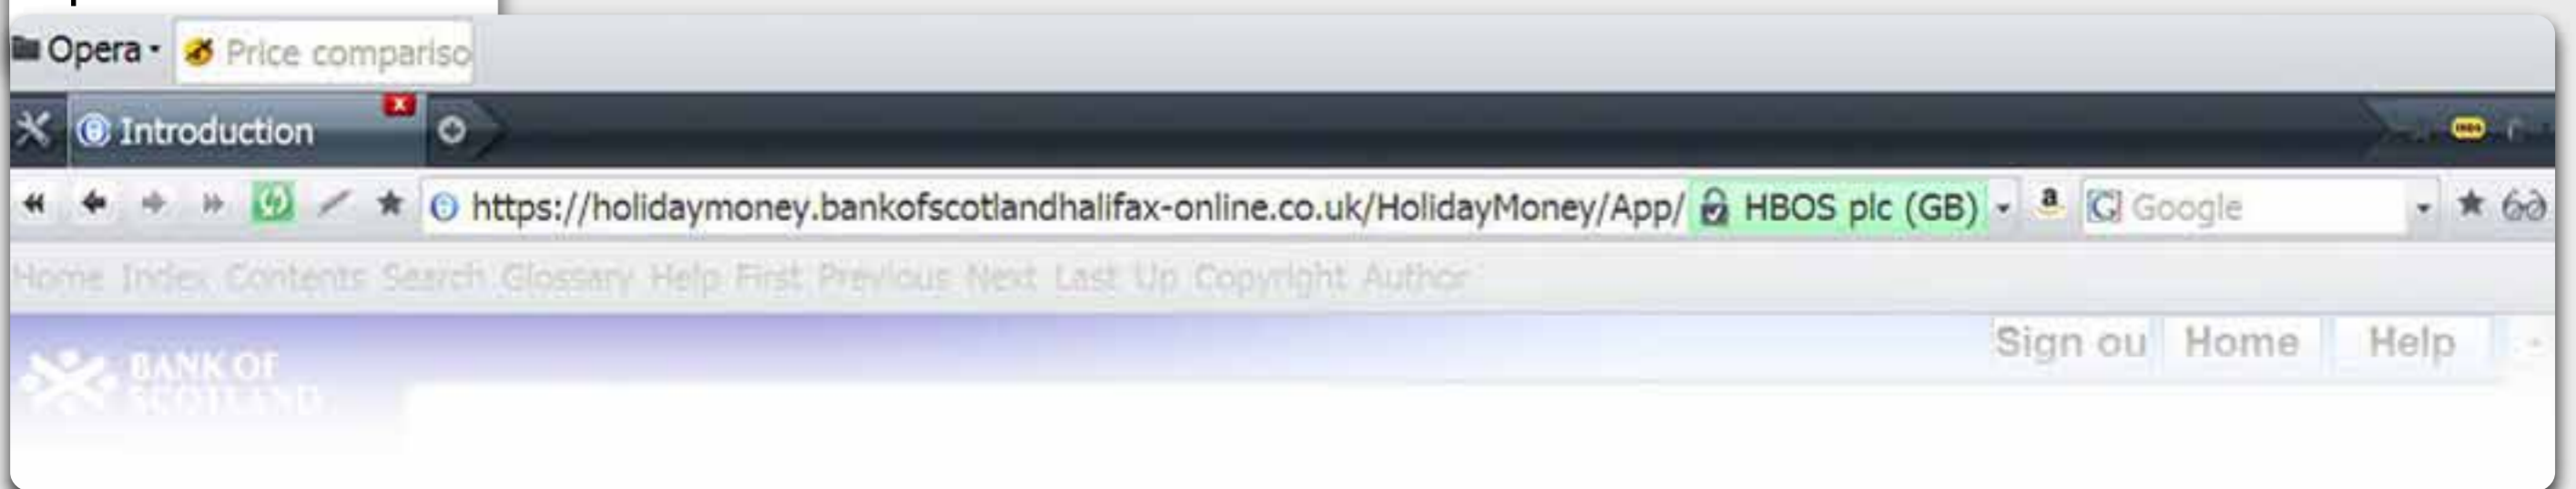 Opera
Price compariso
Introduction
https://holidaymoney.bankofscotlandhalifax-online.co.uk/HolidayMoney/App/ HBOS plc (GB) a G Google
Home Index Contents Search Glossary Help First Previous Next Last Up Copyright Author
Sign ou Home Help
BANK OF
SCOTLAND